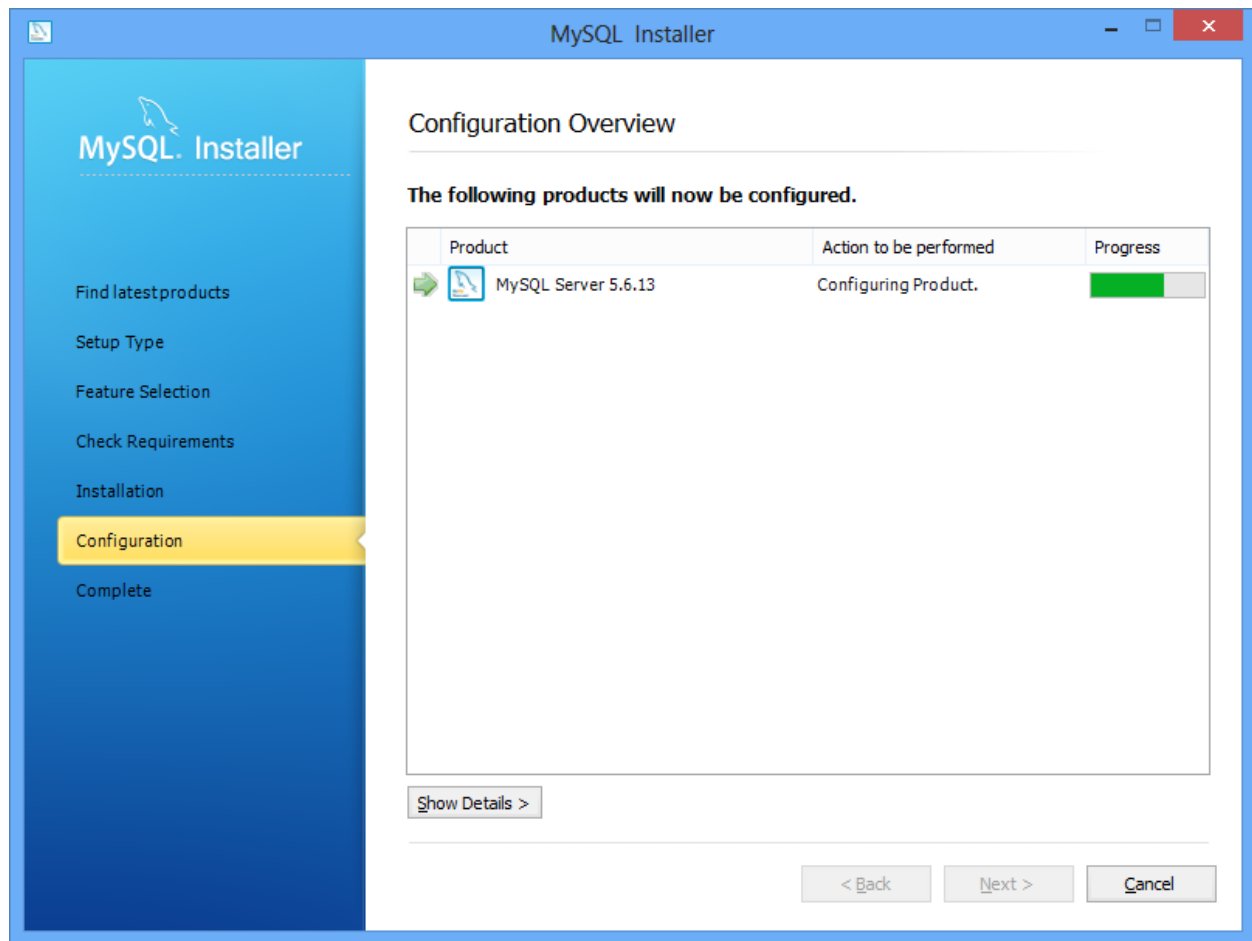 MySQL Installer
MySQL. Installer
Find latest products
Setup Type
Feature Selection
Check Requirements
Installation
Configuration
Complete
Configuration Overview
The following products will now be configured.
Product Action to be performed Progress
MySQL Server 5.6.13 Configuring Product.
Show Details >
< Back Next > Cancel